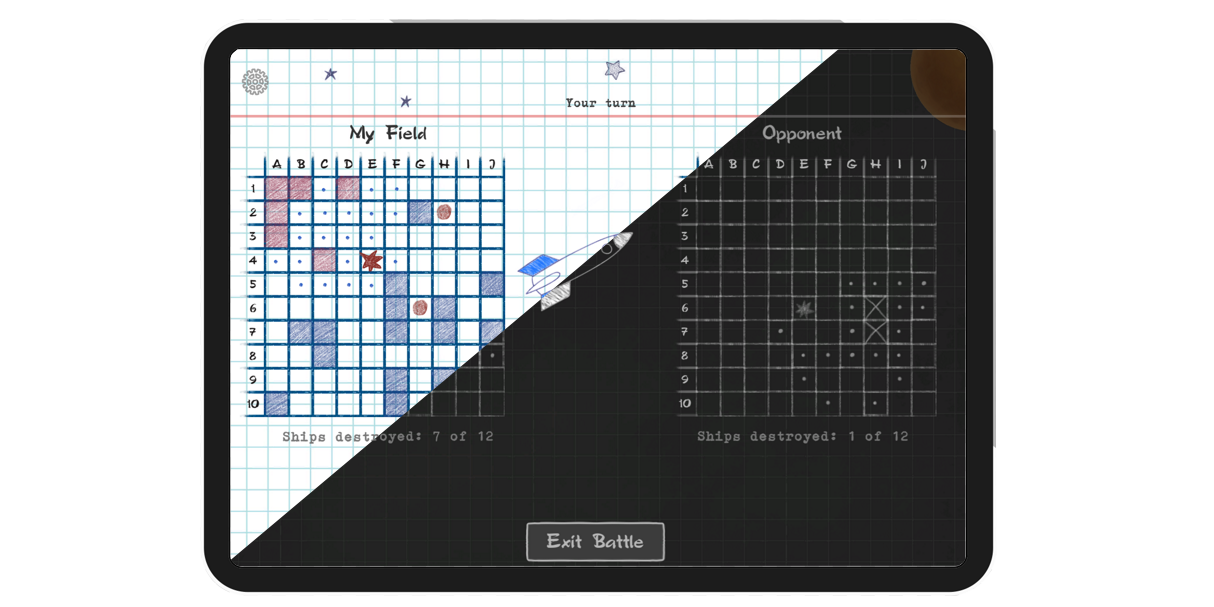 Your turn
My Field
Opponent
A B C D E F G H I J
A B C D E F G H I J
1
2
3
4
5
6
7
8
9
10
1
2
3
4
5
6
7
8
9
10
Ships destroyed: 7 of 12
Ships destroyed: 1 of 12
Exit Battle